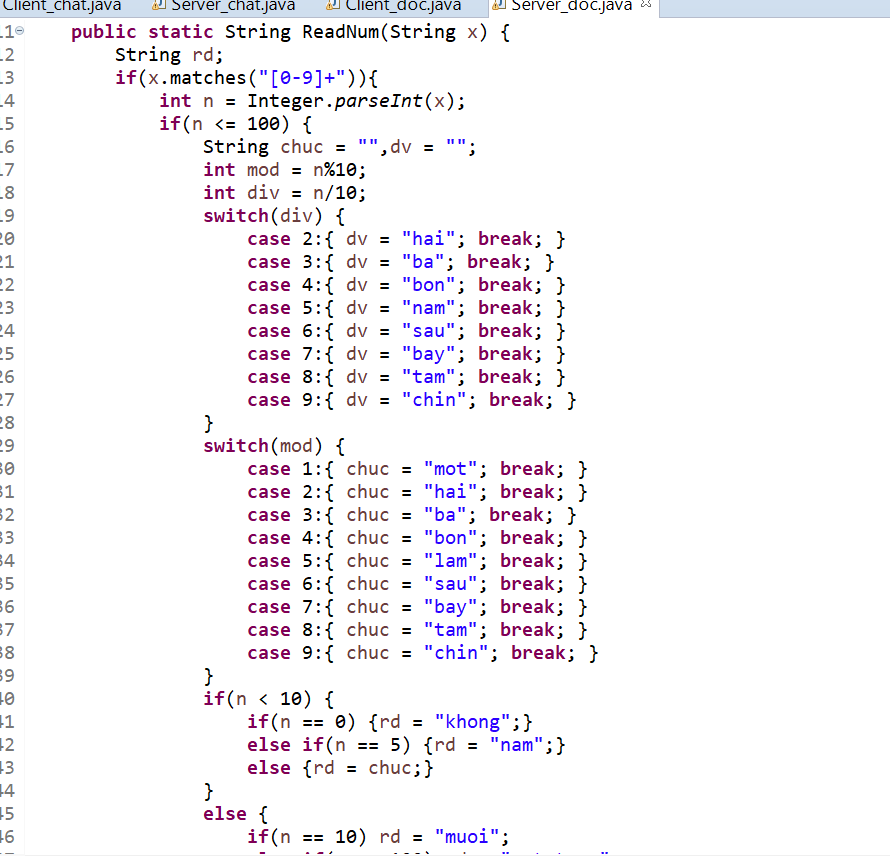 Client_chat.java Server_chat.java Client_doc.java Server_doc.java
11 public static String ReadNum(String x) {
12 String rd;
13 if(x.matches("[0-9]+")){
14 int n = Integer.parseInt(x);
15 if(n <= 100) {
16 String chuc = "",dv = "";
17 int mod = n%10;
18 int div = n/10;
19 switch(div) {
20 case 2:{ dv = "hai"; break; }
21 case 3:{ dv = "ba"; break; }
22 case 4:{ dv = "bon"; break; }
23 case 5:{ dv = "nam"; break; }
24 case 6:{ dv = "sau"; break; }
25 case 7:{ dv = "bay"; break; }
26 case 8:{ dv = "tam"; break; }
27 case 9:{ dv = "chin"; break; }
28 }
29 switch(mod) {
30 case 1:{ chuc = "mot"; break; }
31 case 2:{ chuc = "hai"; break; }
32 case 3:{ chuc = "ba"; break; }
33 case 4:{ chuc = "bon"; break; }
34 case 5:{ chuc = "lam"; break; }
35 case 6:{ chuc = "sau"; break; }
36 case 7:{ chuc = "bay"; break; }
37 case 8:{ chuc = "tam"; break; }
38 case 9:{ chuc = "chin"; break; }
39 }
40 if(n < 10) {
41 if(n == 0) {rd = "khong";}
42 else if(n == 5) {rd = "nam";}
43 else {rd = chuc;}
44 }
45 else {
46 if(n == 10) rd = "muoi";